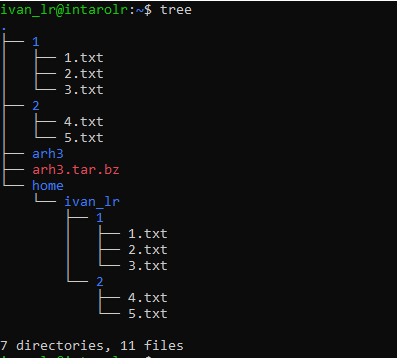 ivan_lr@intarolr:~$ tree
.
├── 1
│   ├── 1.txt
│   ├── 2.txt
│   └── 3.txt
├── 2
│   ├── 4.txt
│   └── 5.txt
├── arh3
├── arh3.tar.bz
└── home
    └── ivan_lr
        ├── 1
        │   ├── 1.txt
        │   ├── 2.txt
        │   └── 3.txt
        └── 2
            ├── 4.txt
            └── 5.txt

7 directories, 11 files